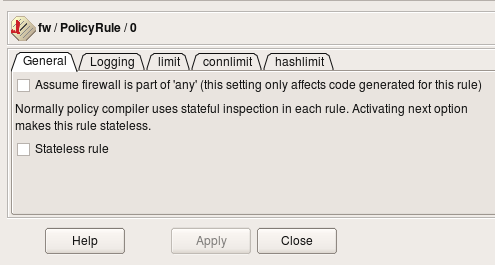 fw / PolicyRule / 0
General Logging limit connlimit hashlimit
Assume firewall is part of 'any' (this setting only affects code generated for this rule)
Normally policy compiler uses stateful inspection in each rule. Activating next option
makes this rule stateless.
Stateless rule
Help Apply Close